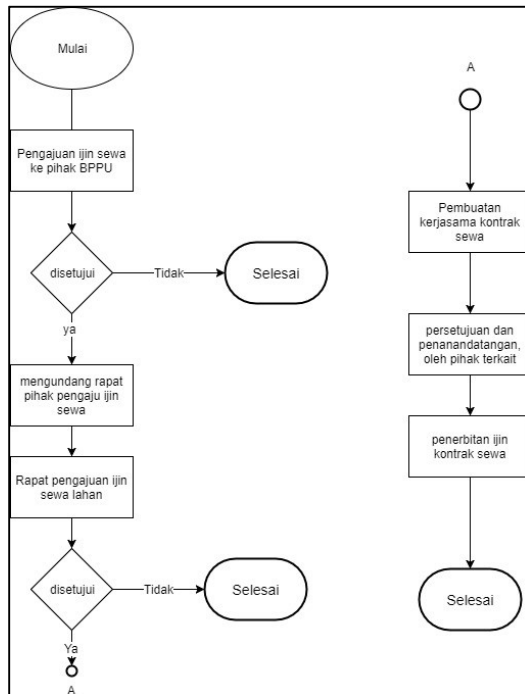 Mulai
Pengajuan ijin sewa
ke pihak BPPU
disetujui
Tidak
Selesai
ya
mengundang rapat
pihak pengaju ijin
sewa
Rapat pengajuan ijin
sewa lahan
disetujui
Tidak
Selesai
Ya
A
A
Pembuatan
kerjasama kontrak
sewa
persetujuan dan
penanandatangan,
oleh pihak terkait
penerbitan ijin
kontrak sewa
Selesai